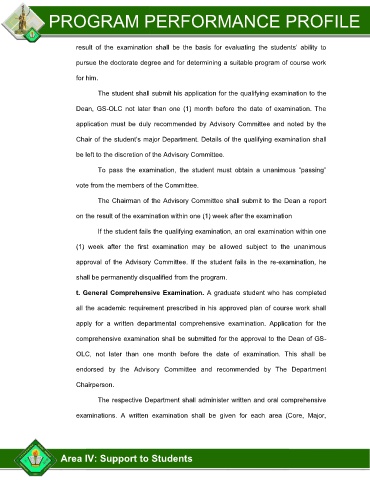 PROGRAM PERFORMANCE PROFILE
result of the examination shall be the basis for evaluating the students' ability to
pursue the doctorate degree and for determining a suitable program of course work
for him.
The student shall submit his application for the qualifying examination to the
Dean, GS-OLC not later than one (1) month before the date of examination. The
application must be duly recommended by Advisory Committee and noted by the
Chair of the student's major Department. Details of the qualifying examination shall
be left to the discretion of the Advisory Committee.
To pass the examination, the student must obtain a unanimous "passing"
vote from the members of the Committee.
The Chairman of the Advisory Committee shall submit to the Dean a report
on the result of the examination within one (1) week after the examination
If the student fails the qualifying examination, an oral examination within one
(1) week after the first examination may be allowed subject to the unanimous
approval of the Advisory Committee. If the student fails in the re-examination, he
shall be permanently disqualified from the program.
t. General Comprehensive Examination. A graduate student who has completed
all the academic requirement prescribed in his approved plan of course work shall
apply for a written departmental comprehensive examination. Application for the
comprehensive examination shall be submitted for the approval to the Dean of GS-
OLC, not later than one month before the date of examination. This shall be
endorsed by the Advisory Committee and recommended by The Department
Chairperson.
The respective Department shall administer written and oral comprehensive
examinations. A written examination shall be given for each area (Core, Major,
Area IV: Support to Students